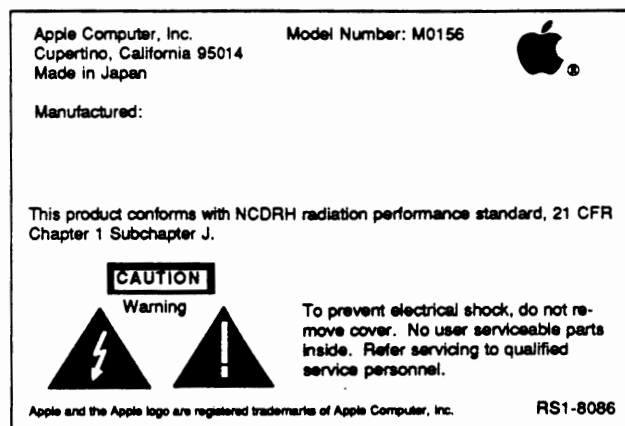 Apple Computer, Inc.
Cupertino, California 95014
Made in Japan
Model Number: M0156
®
Manufactured:
This product conforms with NCDRH radiation performance standard, 21 CFR
Chapter 1 Subchapter J.
CAUTION
Warning
To prevent electrical shock, do not re-
move cover. No user serviceable parts
inside. Refer servicing to qualified
service personnel.
Apple and the Apple logo are registered trademarks of Apple Computer, Inc.
RS1-8086